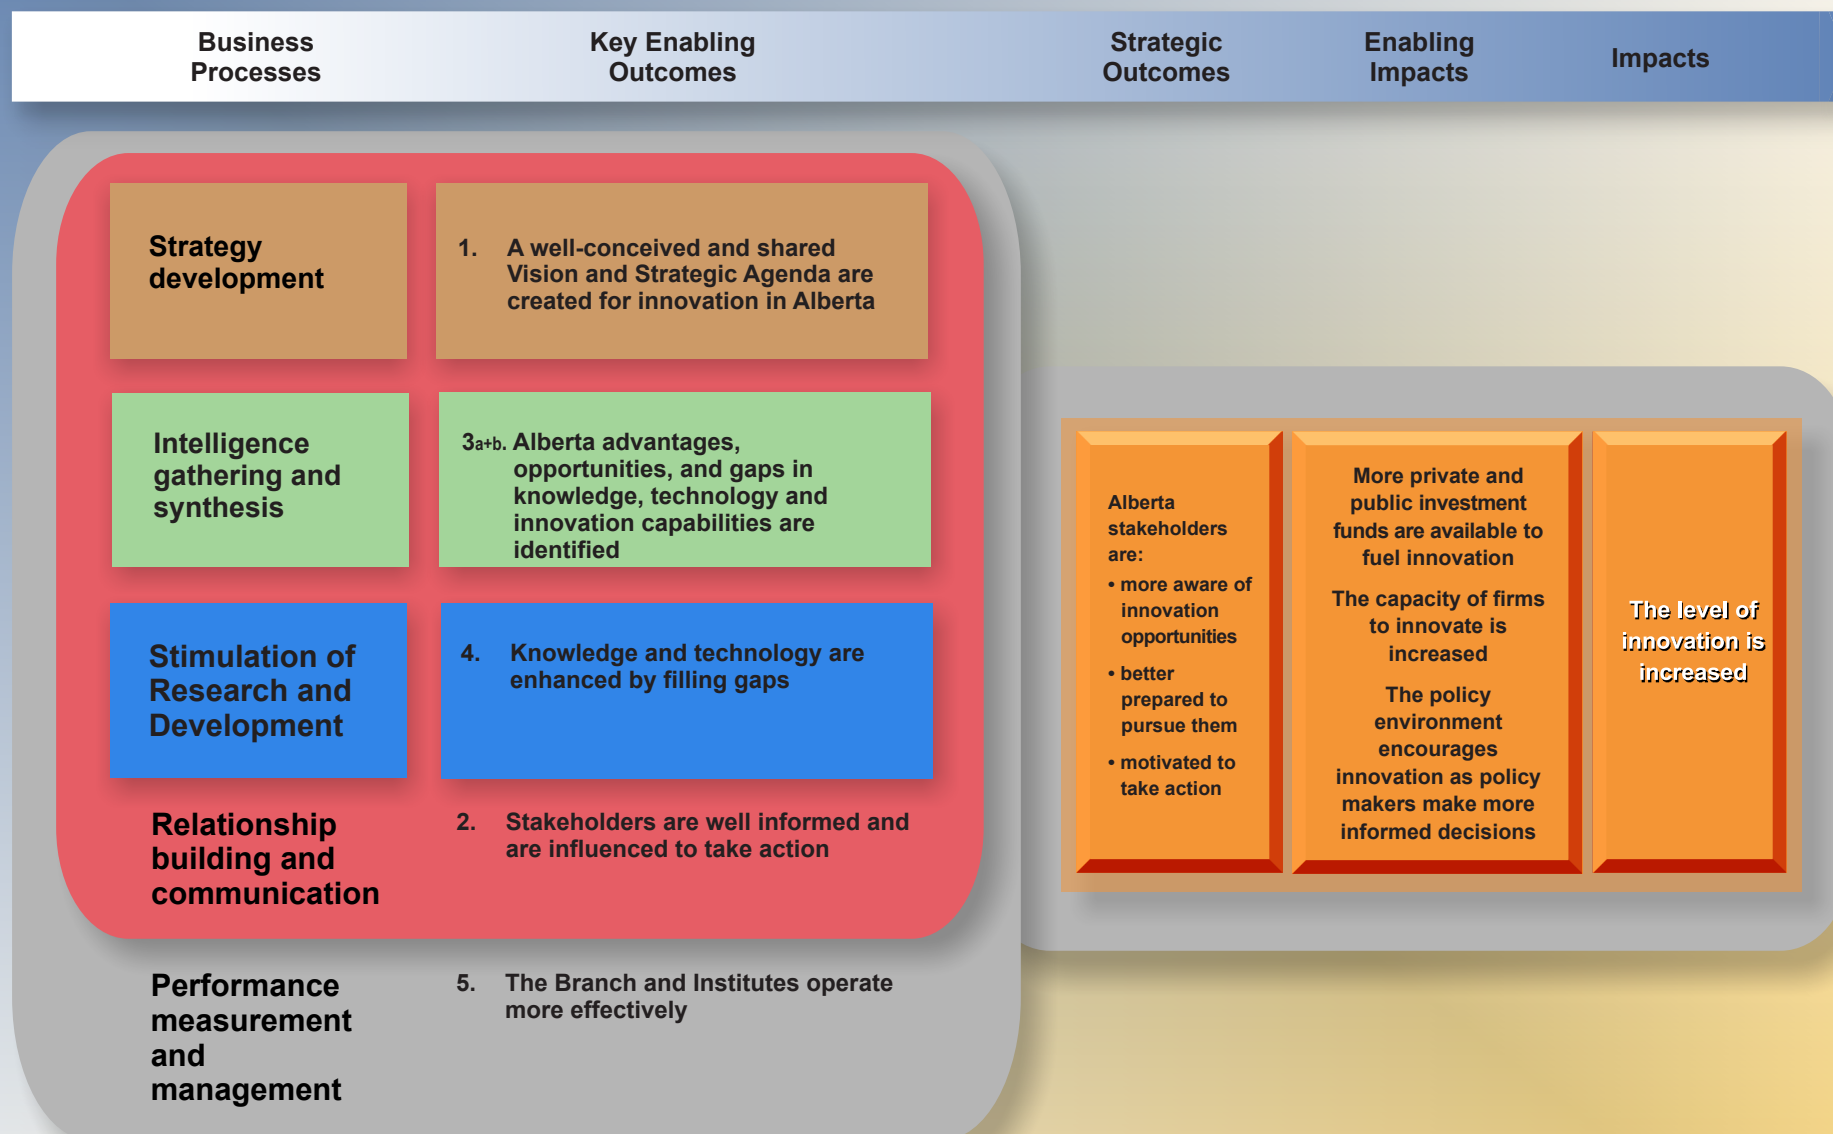 Business
Processes
Key Enabling
Outcomes
Strategic
Outcomes
Enabling
Impacts
Impacts
Strategy
development
1. A well-conceived and shared
Vision and Strategic Agenda are
created for innovation in Alberta
Intelligence
gathering and
synthesis
3a+b. Alberta advantages,
opportunities, and gaps in
knowledge, technology and
innovation capabilities are
identified
Stimulation of
Research and
Development
4. Knowledge and technology are
enhanced by filling gaps
Relationship
building and
communication
2. Stakeholders are well informed and
are influenced to take action
Performance
measurement
and
management
5. The Branch and Institutes operate
more effectively
Alberta
stakeholders
are:
• more aware of
innovation
opportunities
• better
prepared to
pursue them
• motivated to
take action
More private and
public investment
funds are available to
fuel innovation
The capacity of firms
to innovate is
increased
The policy
environment
encourages
innovation as policy
makers make more
informed decisions
The level of
innovation is
increased